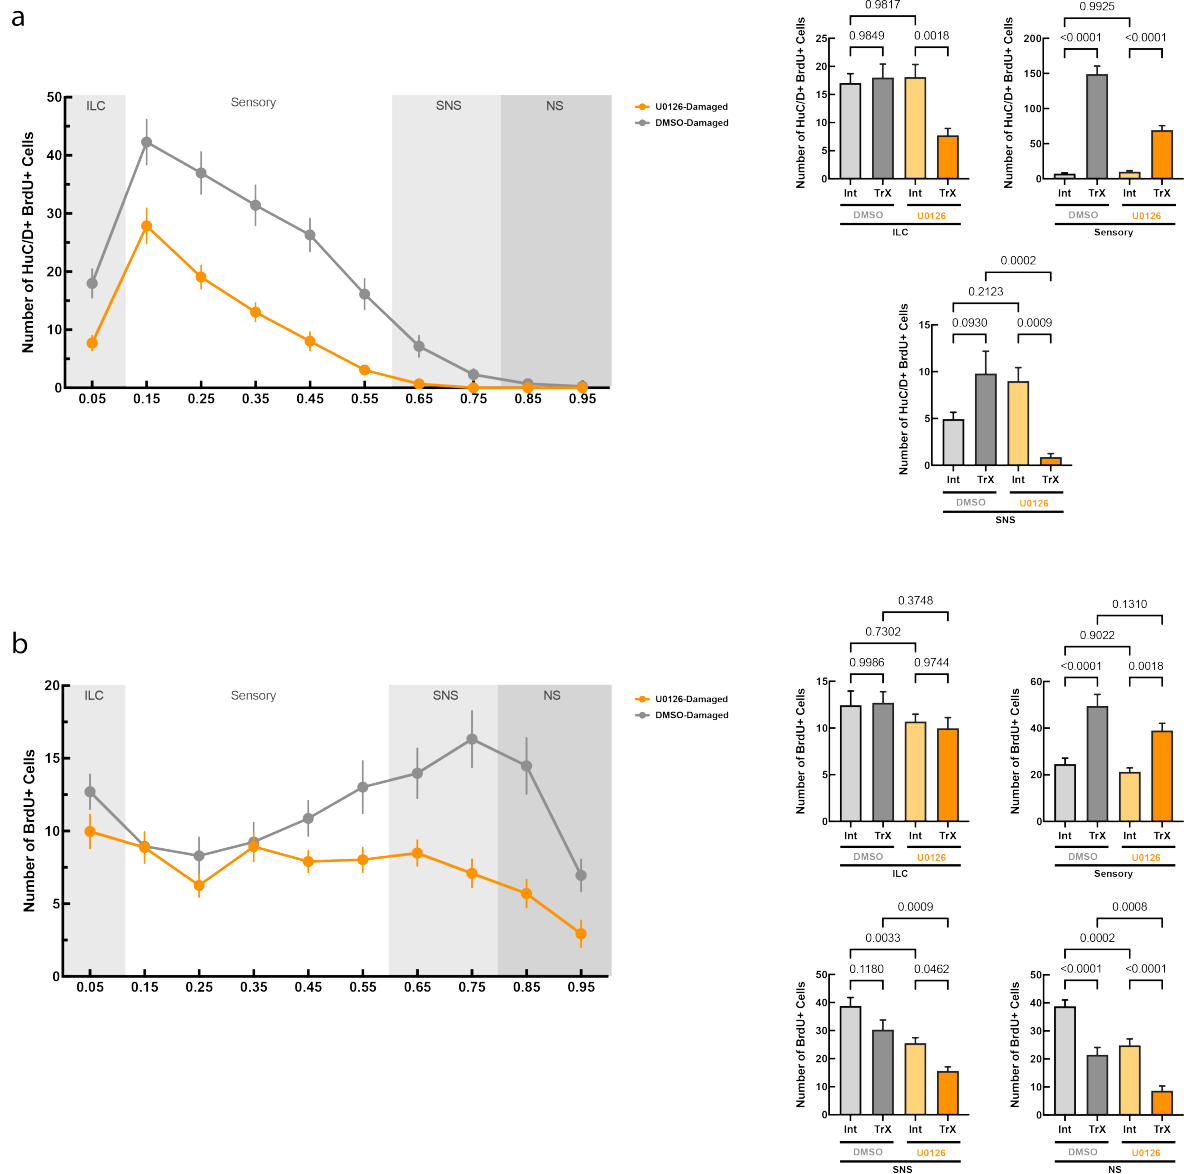 a
Number of HuC/D+ BrdU+ Cells
50
40
30
20
10
0
ILC
Sensory
SNS
NS
0.05 0.15 0.25 0.35 0.45 0.55 0.65 0.75 0.85 0.95
U0126-Damaged
DMSO-Damaged
0.9817
0.9849 0.0018
Number of HuC/D+ BrdU+ Cells
25
20
15
10
5
0
Int TrX Int TrX
DMSO U0126
ILC
0.9925
<0.0001 <0.0001
Number of HuC/D+ BrdU+ Cells
200
150
100
50
0
Int TrX Int TrX
DMSO U0126
Sensory
0.0002
0.2123
0.0930 0.0009
Number of HuC/D+ BrdU+ Cells
15
10
5
0
Int TrX Int TrX
DMSO U0126
SNS
b
Number of BrdU+ Cells
20
15
10
5
0
ILC
Sensory
SNS
NS
0.05 0.15 0.25 0.35 0.45 0.55 0.65 0.75 0.85 0.95
U0126-Damaged
DMSO-Damaged
0.3748
0.7302
0.9986 0.9744
Number of BrdU+ Cells
15
10
5
0
Int TrX Int TrX
DMSO U0126
ILC
0.1310
0.9022
<0.0001 0.0018
Number of BrdU+ Cells
60
40
20
0
Int TrX Int TrX
DMSO U0126
Sensory
0.0009
0.0033
0.1180 0.0462
Number of BrdU+ Cells
50
40
30
20
10
0
Int TrX Int TrX
DMSO U0126
SNS
0.0008
0.0002
<0.0001 <0.0001
Number of BrdU+ Cells
50
40
30
20
10
0
Int TrX Int TrX
DMSO U0126
NS